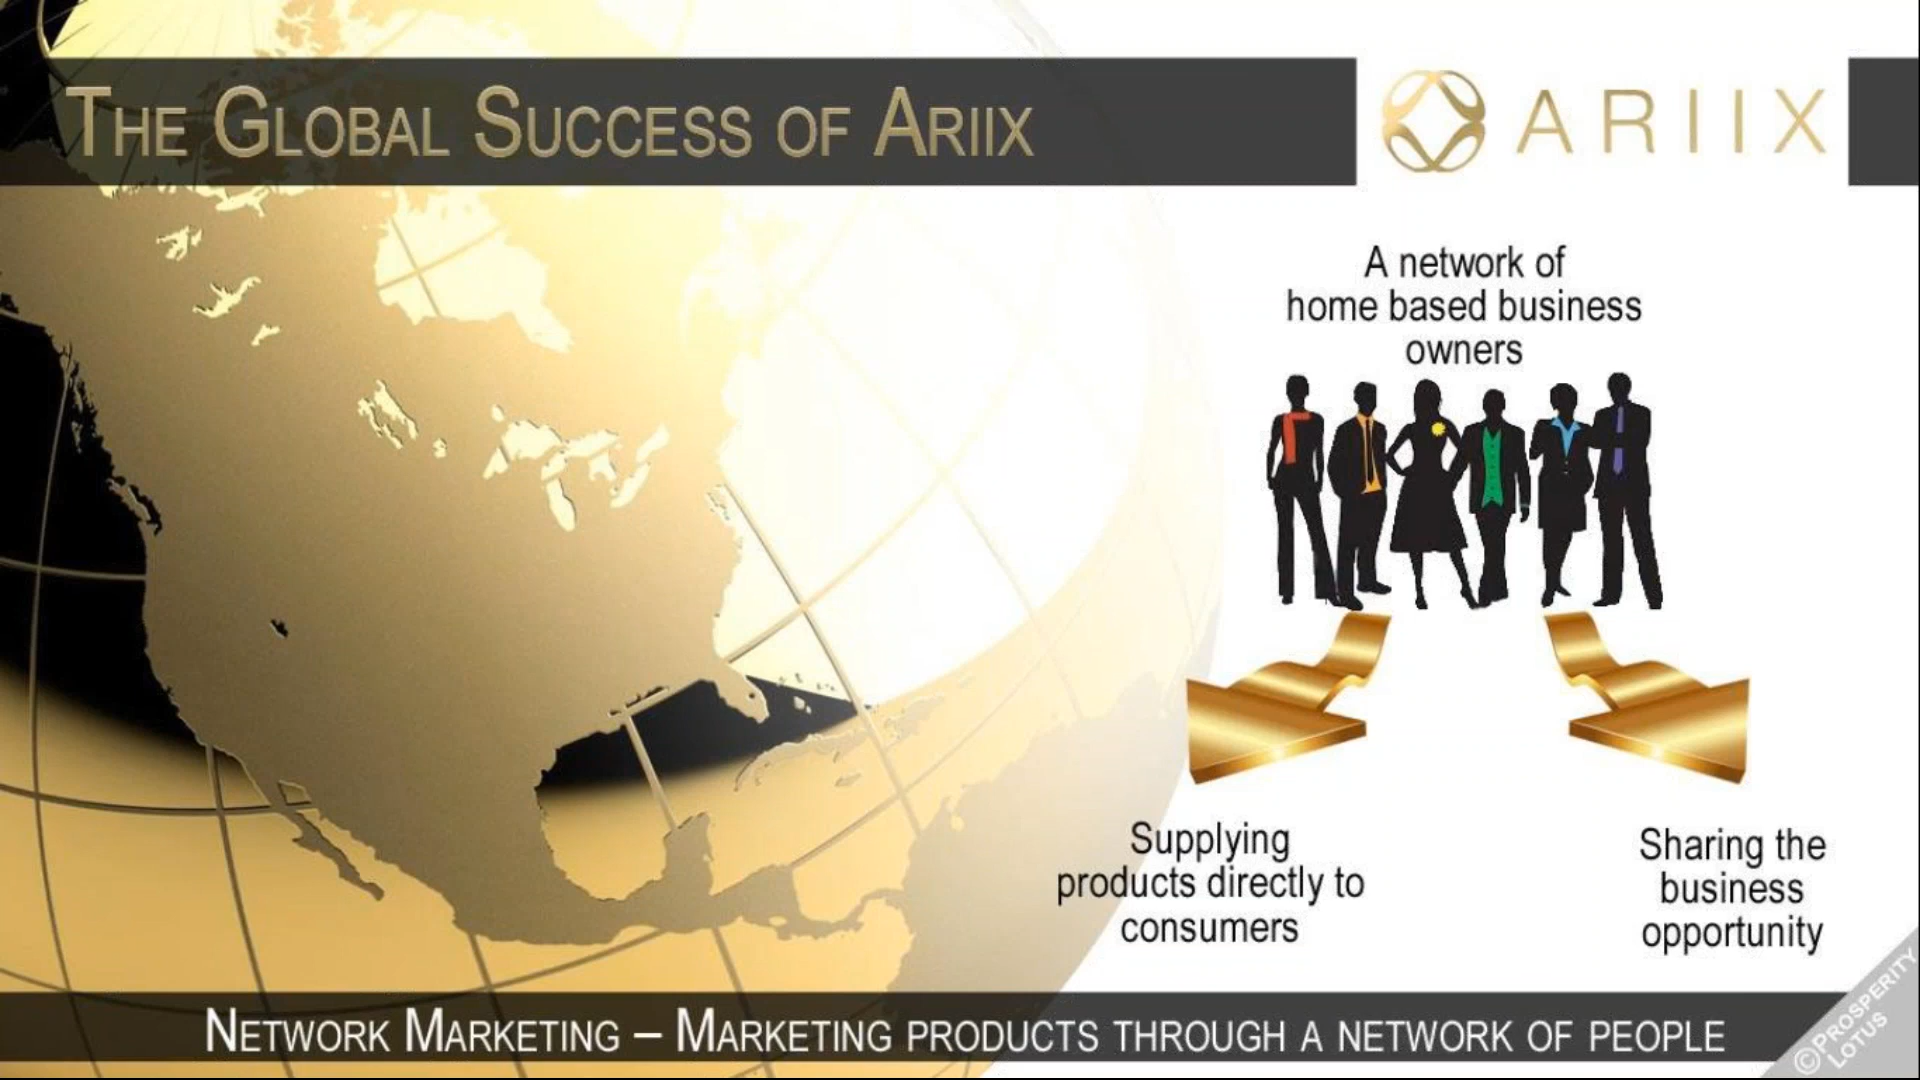 THE GLOBAL SUCCESS OF ARIIX
ARIIX
A network of
home based business
owners
Supplying
products directly to
consumers
Sharing the
business
opportunity
NETWORK MARKETING – MARKETING PRODUCTS THROUGH A NETWORK OF PEOPLE
©PROSPERITY
LOTUS